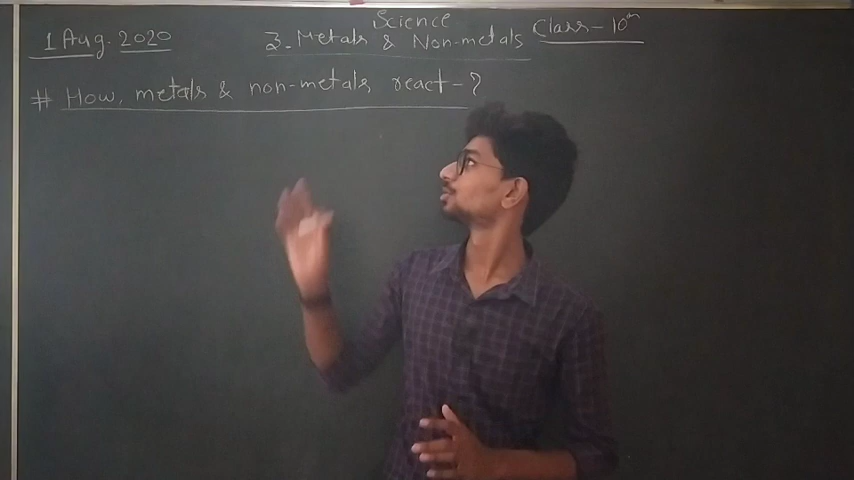 Science
1 Aug. 2020 3. Metals & Non-metals Class - 10th
# How, metals & non-metals react - ?